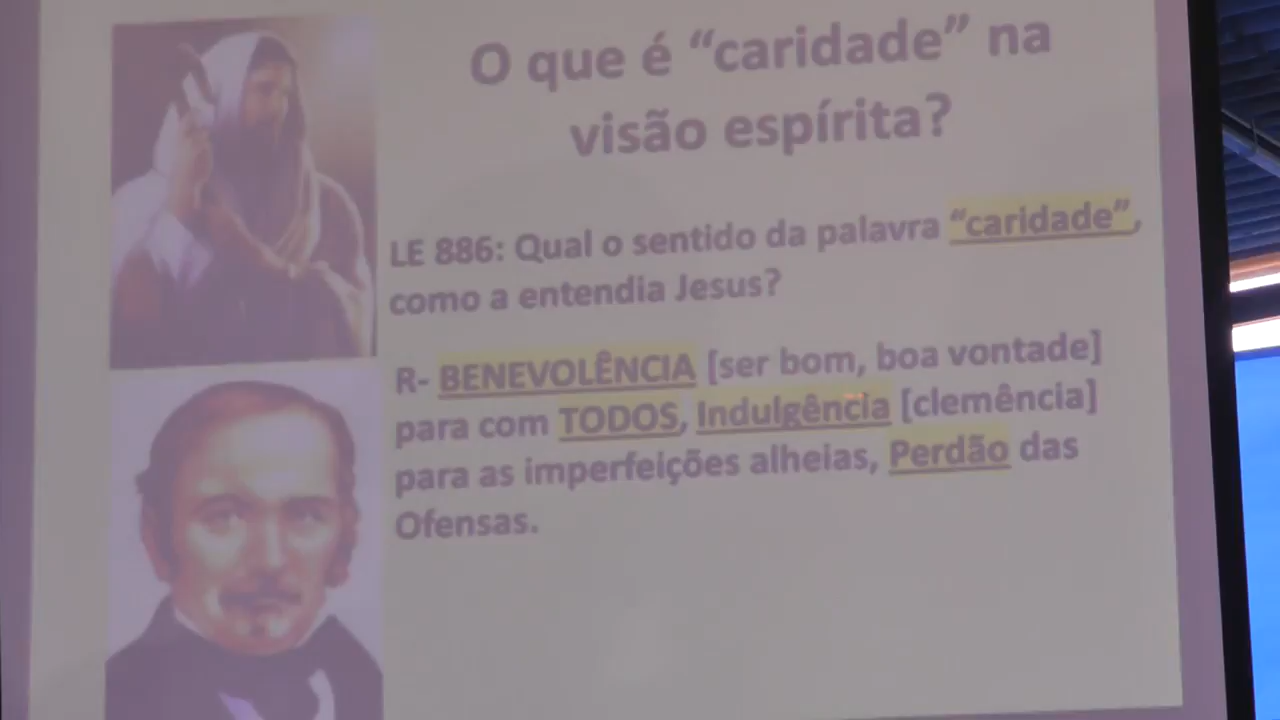 O que é “caridade” na
visão espírita?
LE 886: Qual o sentido da palavra “caridade”,
como a entendia Jesus?
R- BENEVOLÊNCIA [ser bom, boa vontade]
para com TODOS, Indulgência [clemência]
para as imperfeições alheias, Perdão das
Ofensas.